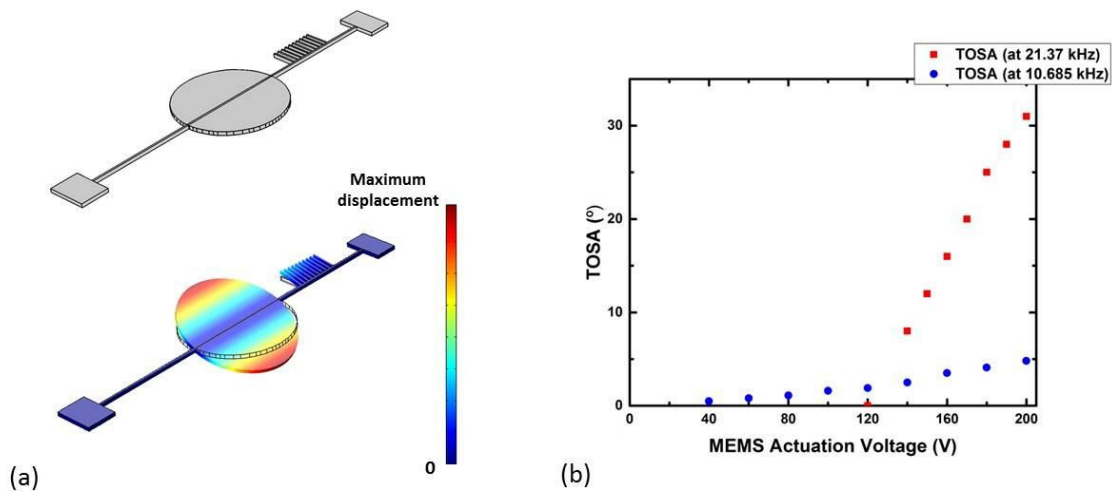 Maximum
displacement
0
(a)
TOSA (at 21.37 kHz)
TOSA (at 10.685 kHz)
TOSA (º)
30
20
10
0
0 40 80 120 160 200
MEMS Actuation Voltage (V)
(b)